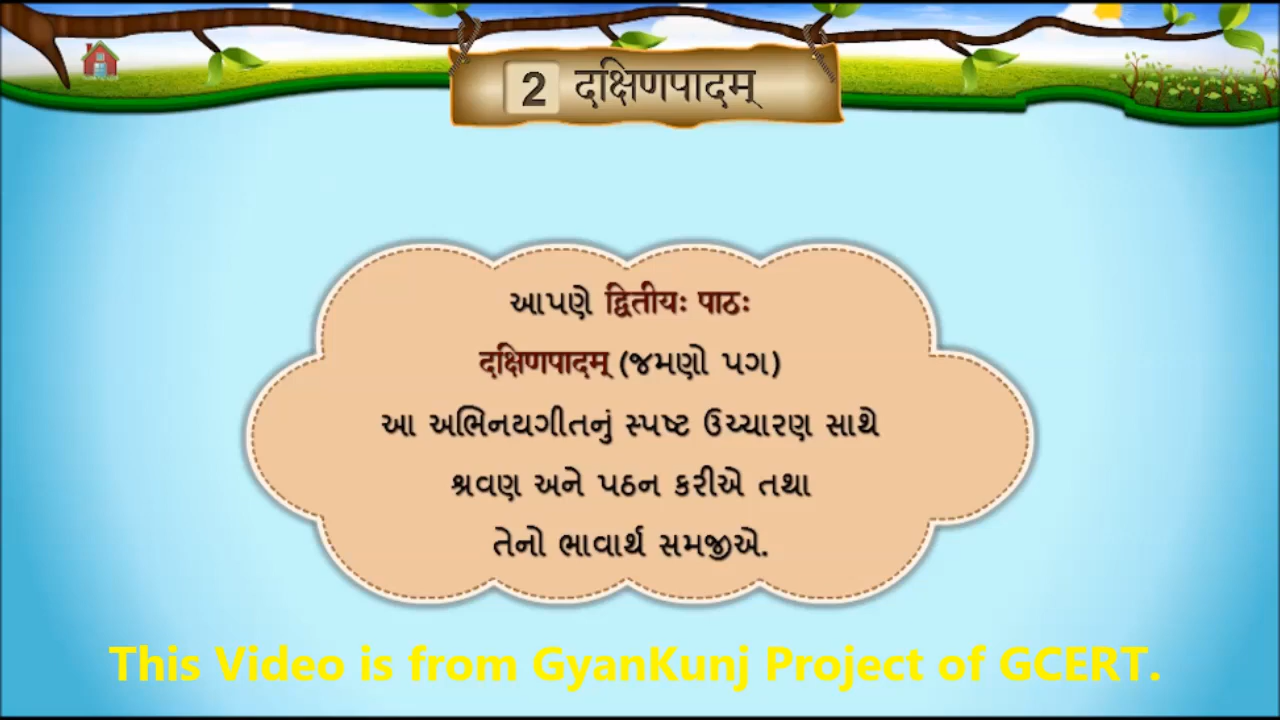 2 दक्षिणपादम्
આપણે द्वितीयः पाठः
दक्षिणपादम् (જમણો પગ)
આ અભિનયગીતનું સ્પષ્ટ ઉચ્ચારણ સાથે
શ્રવણ અને પઠન કરીએ તથા
તેનો ભાવાર્થ સમજીએ.
This Video is from GyanKunj Project of GCERT.